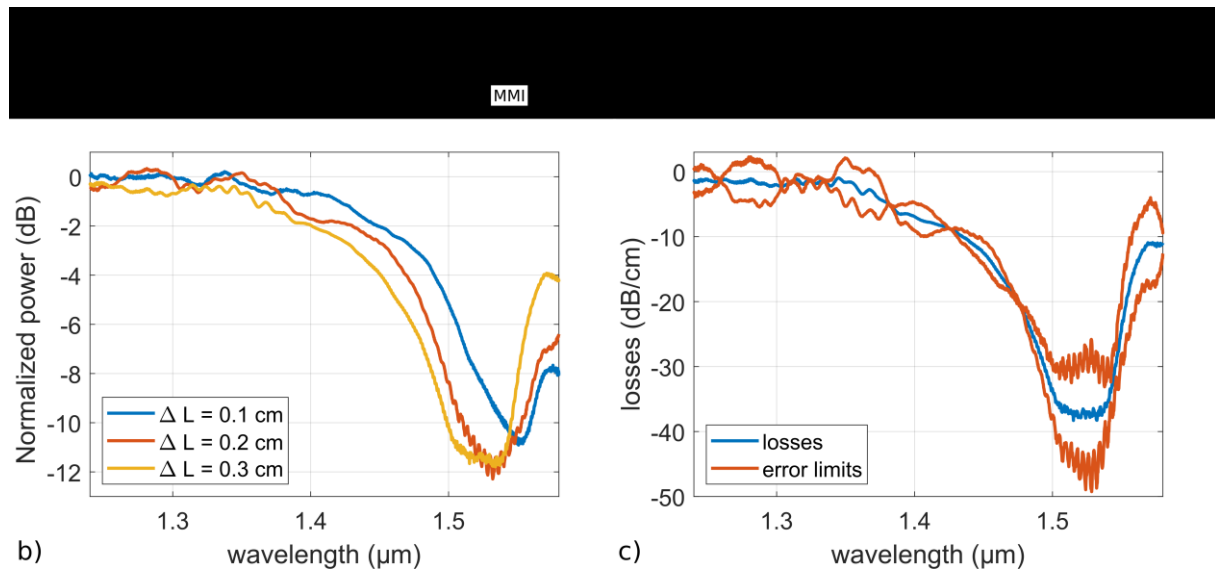 MMI
Normalized power (dB)
0
-2
-4
-6
-8
-10
-12
Δ L = 0.1 cm
Δ L = 0.2 cm
Δ L = 0.3 cm
1.3
1.4
1.5
wavelength (μm)
b)
losses (dB/cm)
0
-10
-20
-30
-40
-50
losses
error limits
1.3
1.4
1.5
wavelength (μm)
c)